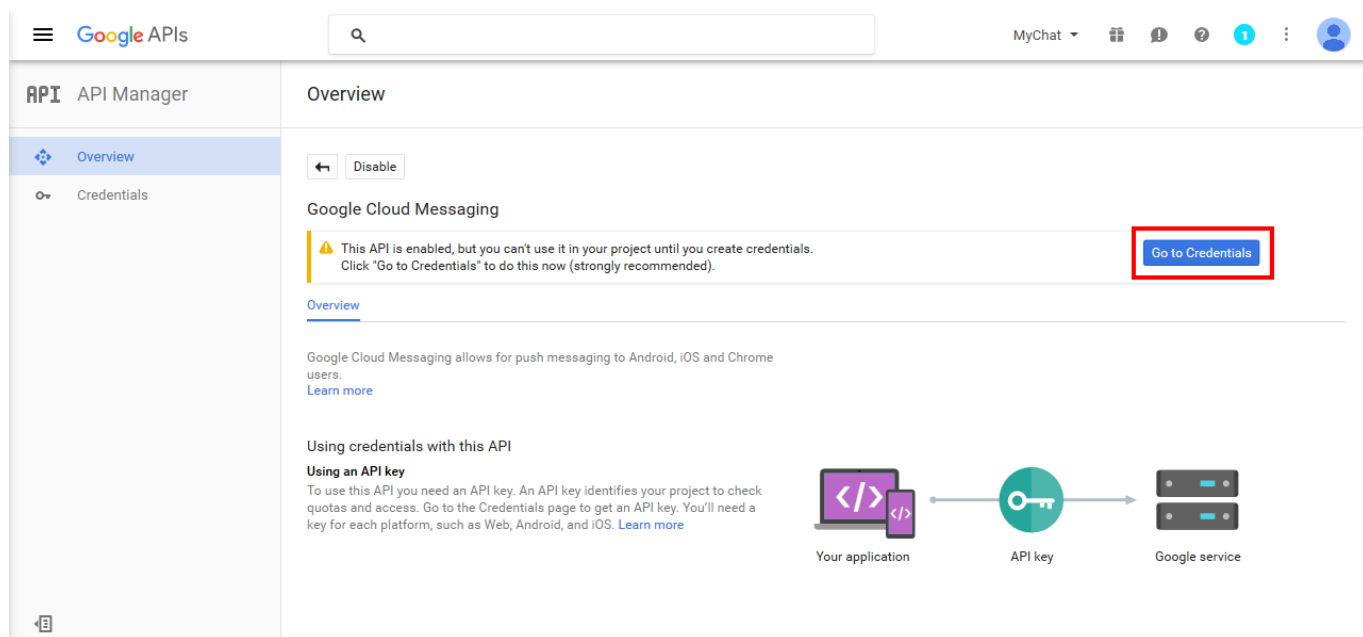 Google APIs
MyChat
1
API API Manager
Overview
Overview
Credentials
Disable
Google Cloud Messaging
This API is enabled, but you can't use it in your project until you create credentials.
Click "Go to Credentials" to do this now (strongly recommended).
Go to Credentials
Overview
Google Cloud Messaging allows for push messaging to Android, iOS and Chrome
users.
Learn more
Using credentials with this API
Using an API key
To use this API you need an API key. An API key identifies your project to check
quotas and access. Go to the Credentials page to get an API key. You'll need a
key for each platform, such as Web, Android, and iOS. Learn more
</>
</>
Your application
API key
Google service